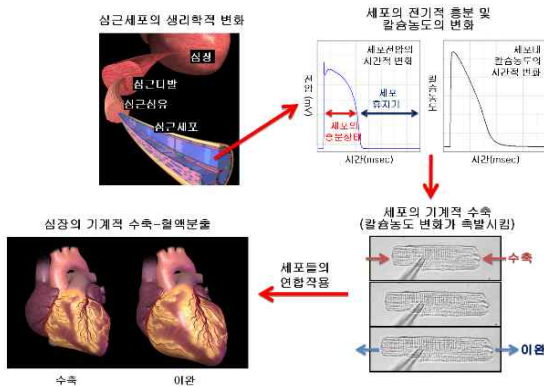 심근세포의 생리학적 변화
심장
심근다발
심근섬유
심근세포
세포의 전기적 흥분 및
칼슘농도의 변화
세포전압의
시간적 변화
전압(mV)
세포의
흥분상태
세포
휴지기
시간(msec)
세포내
칼슘농도의
시간적 변화
칼슘농도
시간(msec)
세포의 기계적 수축
(칼슘농도 변화가 촉발시킴)
수축
이완
세포들의
연합작용
심장의 기계적 수축-혈액분출
수축
이완